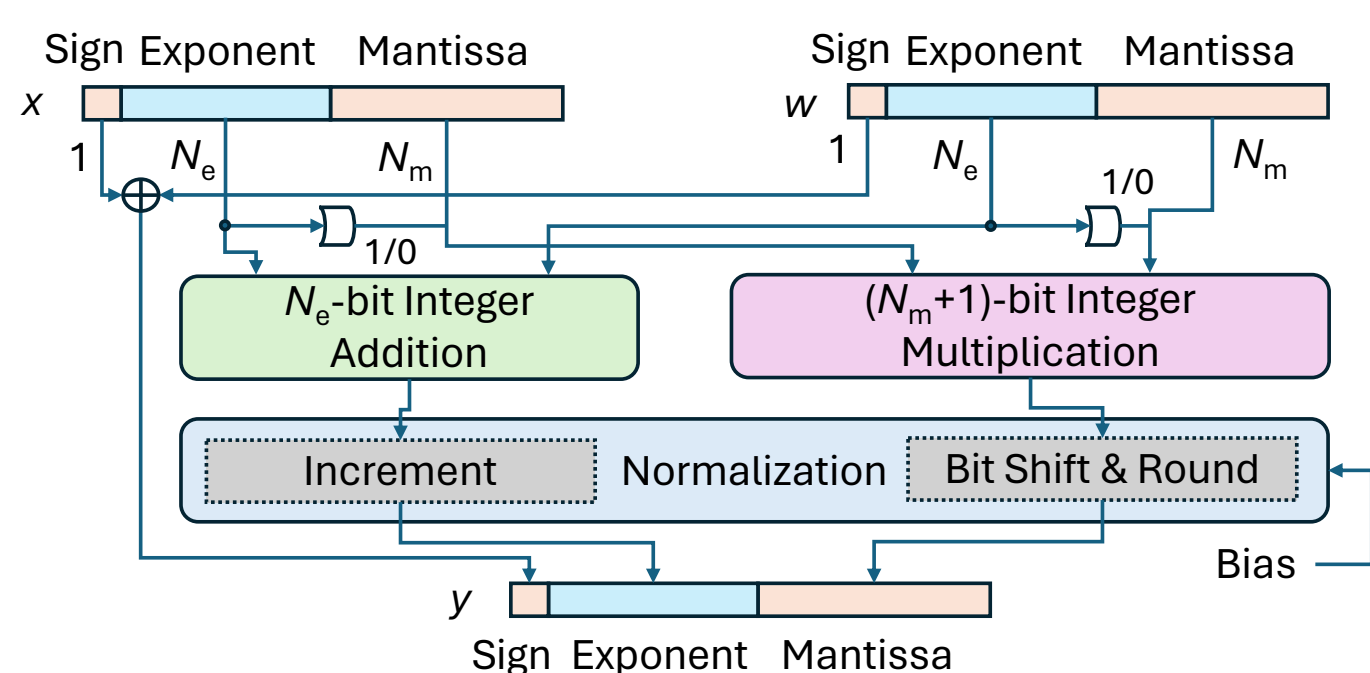 Sign Exponent Mantissa
Sign Exponent Mantissa
x
w
1
Ne
Nm
1
Ne
Nm
1/0
1/0
Ne-bit Integer
Addition
(Nm+1)-bit Integer
Multiplication
Increment
Normalization
Bit Shift & Round
Bias
y
Sign Exponent Mantissa